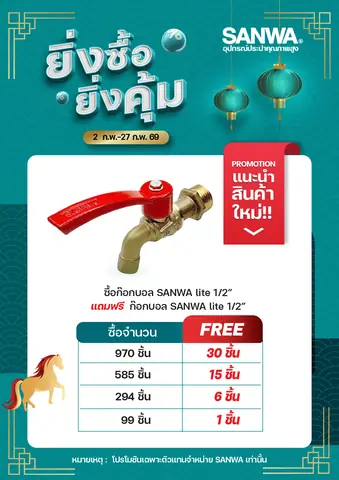 SANWA®
อุปกรณ์ประปาคุณภาพสูง
ยิ่งซื้อ
ยิ่งคุ้ม
2 ก.พ.-27 ก.พ. 69
PROMOTION
แนะนำ
สินค้า
ใหม่!!
ซื้อก๊อกบอล SANWA lite 1/2"
แถมฟรี ก๊อกบอล SANWA lite 1/2"
ซื้อจำนวน FREE
970 ชิ้น 30 ชิ้น
585 ชิ้น 15 ชิ้น
294 ชิ้น 6 ชิ้น
99 ชิ้น 1 ชิ้น
หมายเหตุ : โปรโมชันเฉพาะตัวแทนจำหน่าย SANWA เท่านั้น